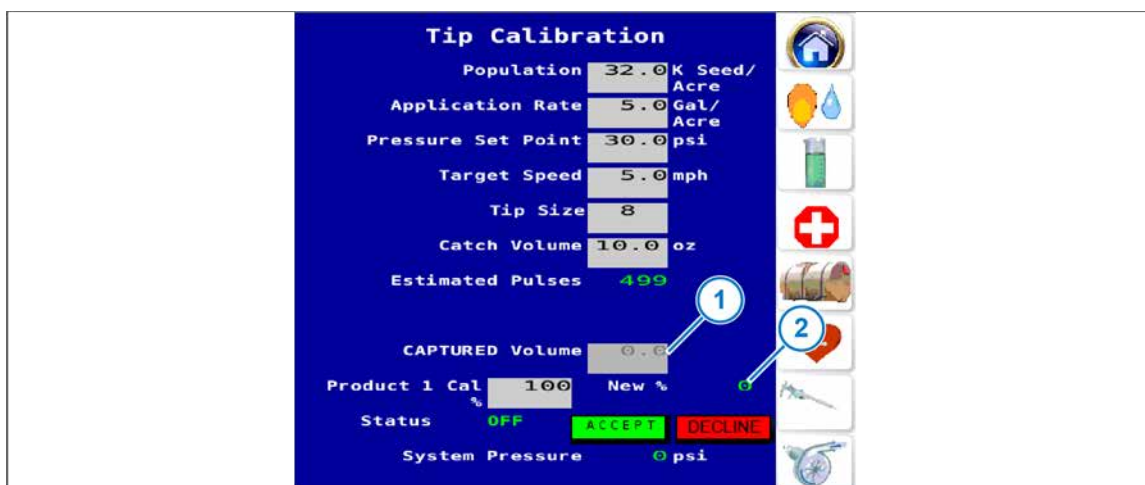 Tip Calibration
Population 32.0 K Seed/
Acre
Application Rate 5.0 Gal/
Acre
Pressure Set Point 30.0 psi
Target Speed 5.0 mph
Tip Size 8
Catch Volume 10.0 oz
Estimated Pulses 499
1
2
CAPTURED Volume 0.0
Product 1 Cal 100 New % 0
%
Status OFF ACCEPT DECLINE
System Pressure 0 psi